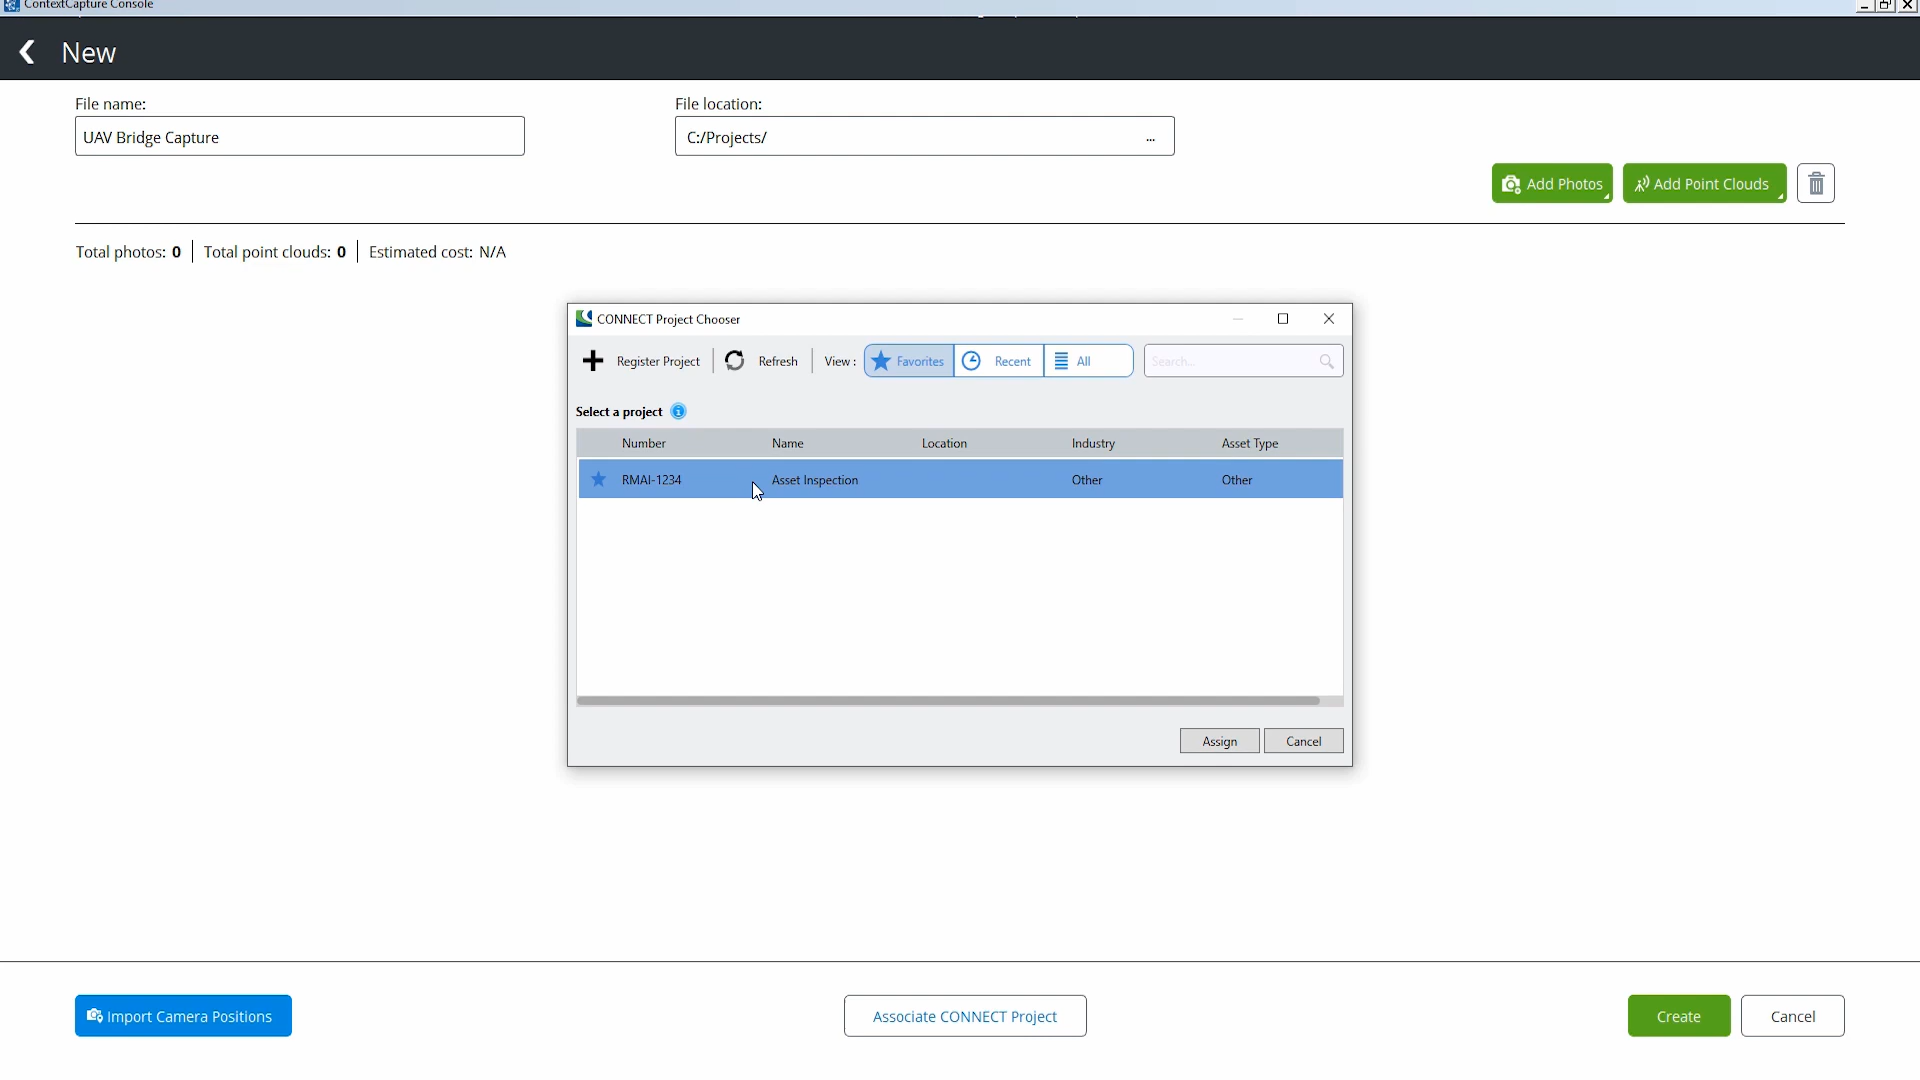 ContextCapture Console
New
File name:
File location:
UAV Bridge Capture
C:/Projects/
...
Add Photos
Add Point Clouds
Total photos: 0
Total point clouds: 0
Estimated cost: N/A
CONNECT Project Chooser
Register Project
Refresh
View :
Favorites
Recent
All
Search...
Select a project
Number
Name
Location
Industry
Asset Type
RMAI-1234
Asset Inspection
Other
Other
Assign
Cancel
Import Camera Positions
Associate CONNECT Project
Create
Cancel